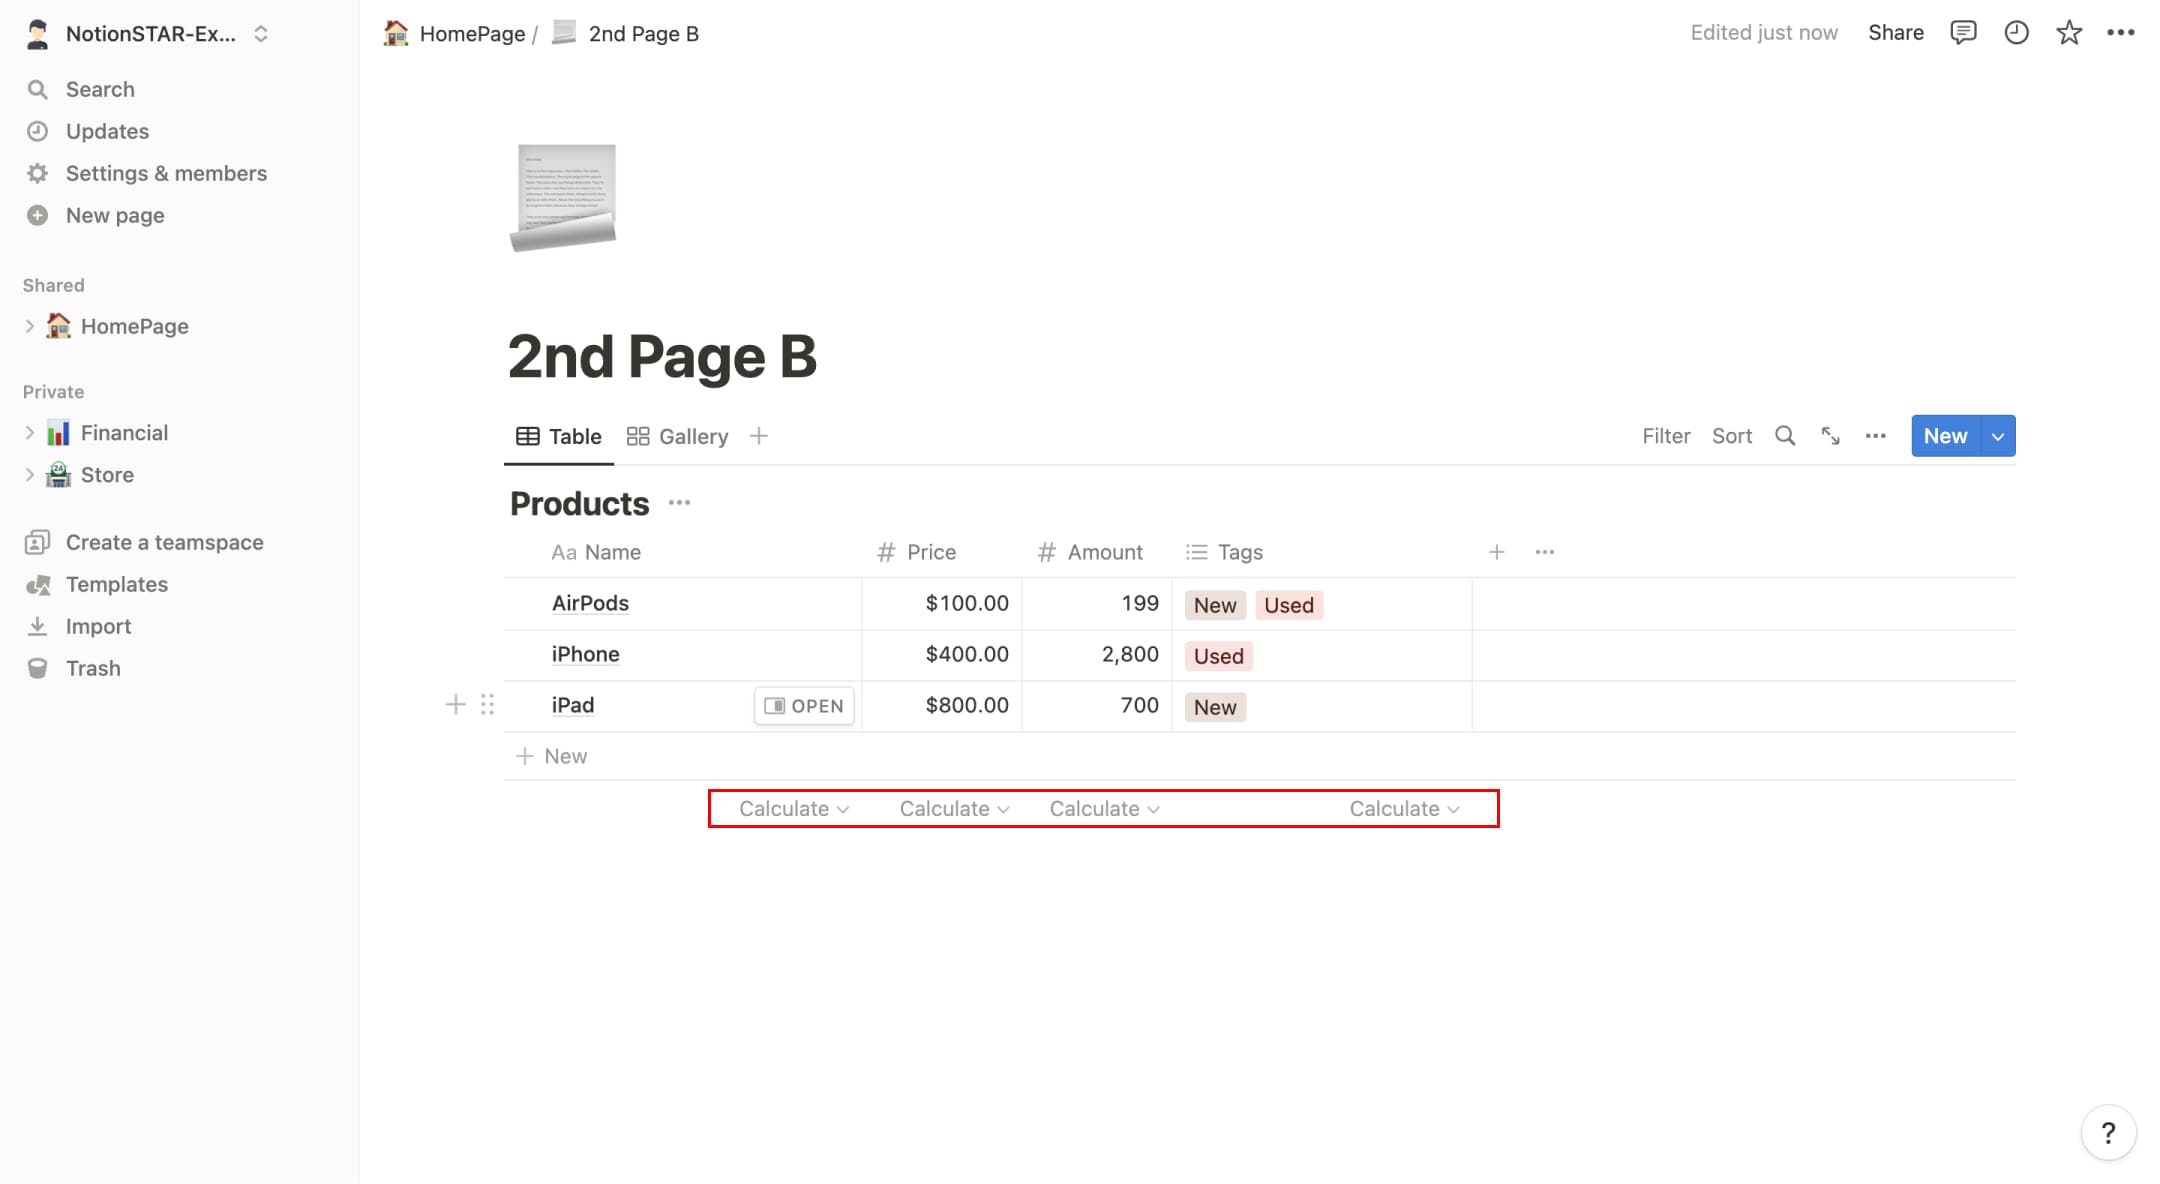 NotionSTAR-Ex...
Search
Updates
Settings & members
New page
Shared
HomePage
Private
Financial
Store
Create a teamspace
Templates
Import
Trash
HomePage / 2nd Page B
Edited just now Share
2nd Page B
Table Gallery
Filter Sort New
Products
Aa Name # Price # Amount Tags
AirPods $100.00 199 New Used
iPhone $400.00 2,800 Used
iPad OPEN $800.00 700 New
+ New
Calculate Calculate Calculate Calculate
?